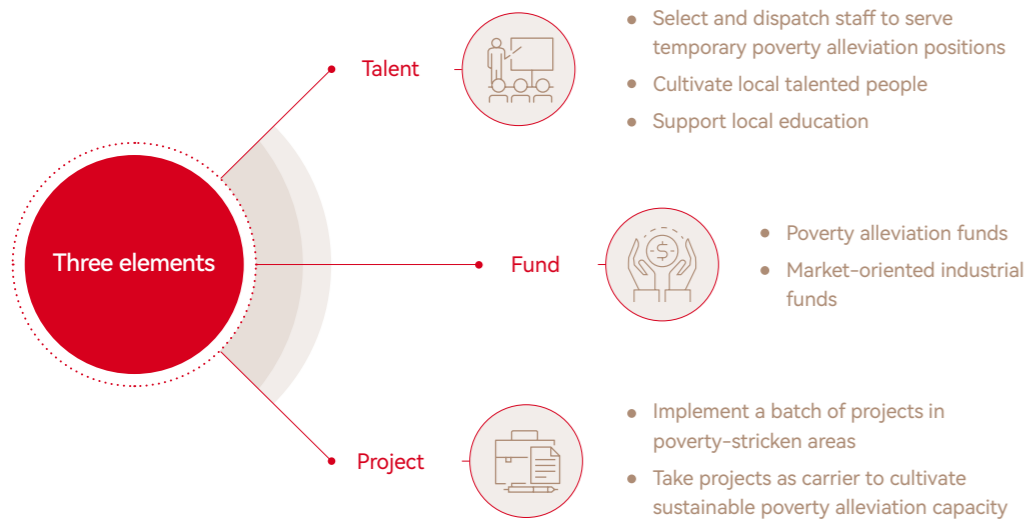 Three elements
Talent
Select and dispatch staff to serve
temporary poverty alleviation positions
Cultivate local talented people
Support local education
Fund
$
Poverty alleviation funds
Market-oriented industrial
funds
Project
Implement a batch of projects in
poverty-stricken areas
Take projects as carrier to cultivate
sustainable poverty alleviation capacity